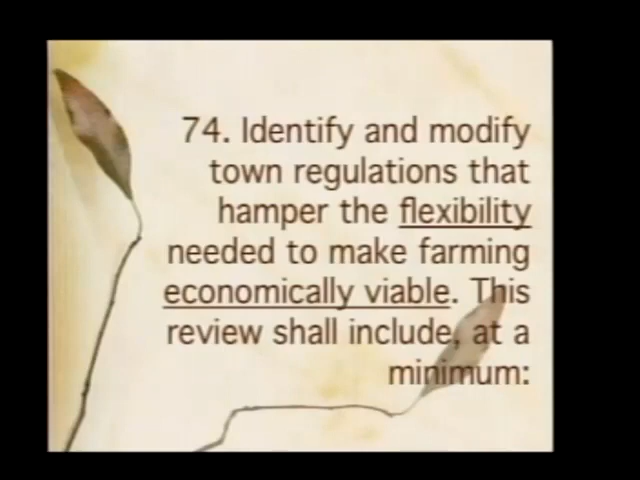 74. Identify and modify
town regulations that
hamper the flexibility
needed to make farming
economically viable. This
review shall include, at a
minimum: